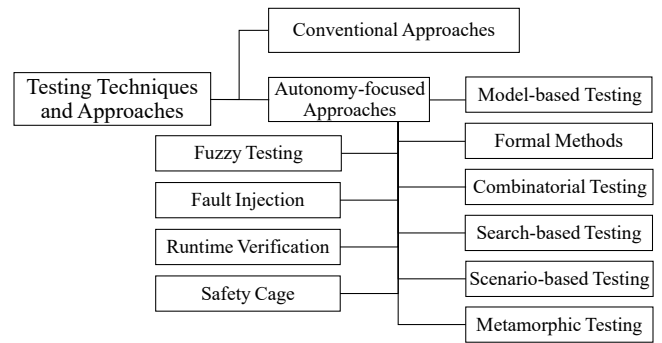 Conventional Approaches
Testing Techniques
and Approaches
Autonomy-focused
Approaches
Model-based Testing
Formal Methods
Fuzzy Testing
Combinatorial Testing
Fault Injection
Search-based Testing
Runtime Verification
Scenario-based Testing
Safety Cage
Metamorphic Testing